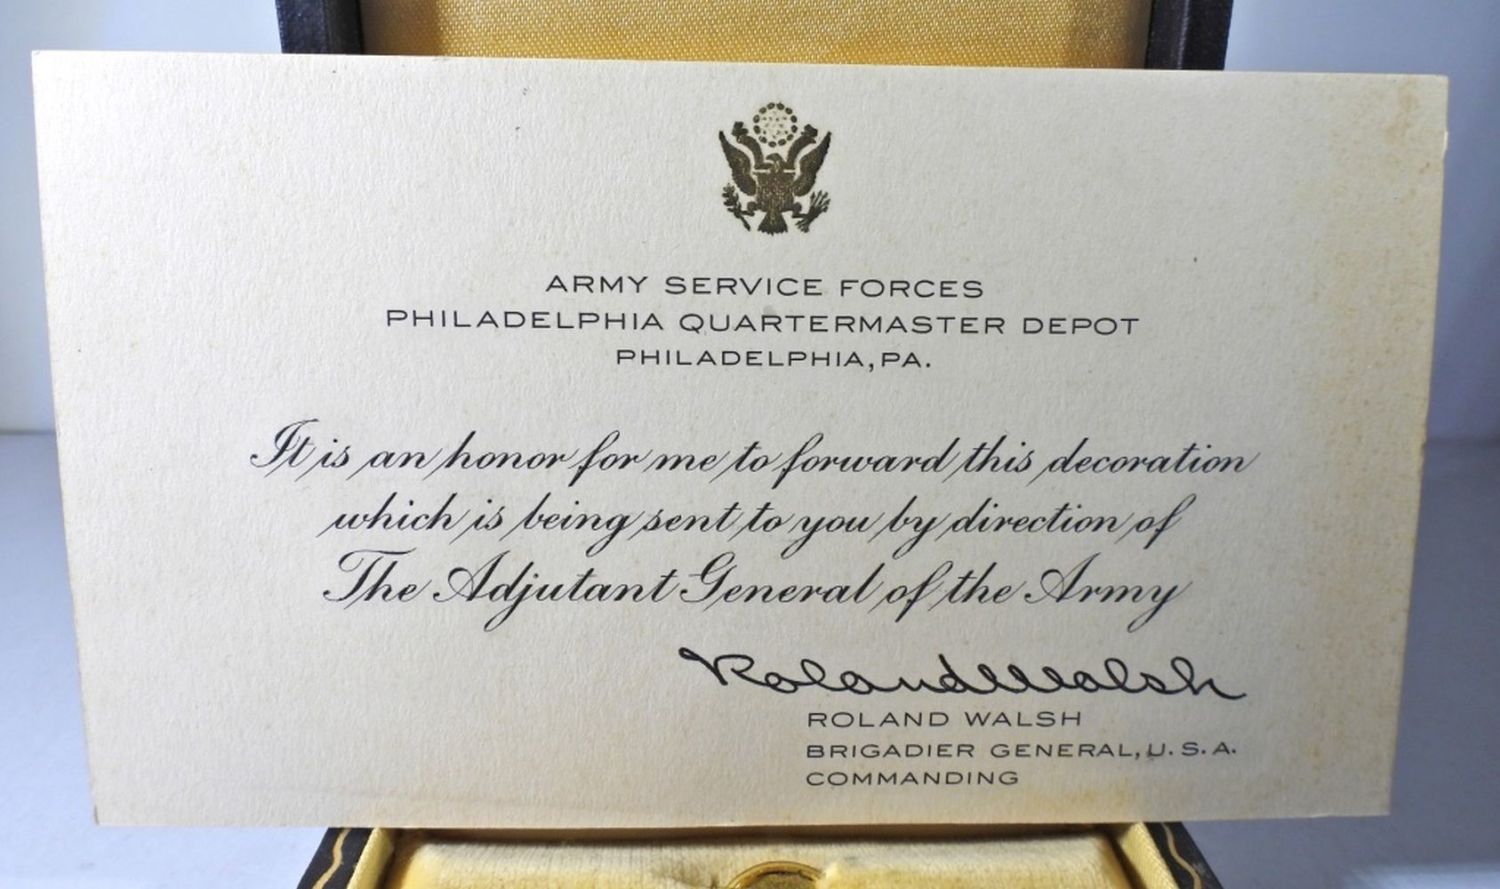 ARMY SERVICE FORCES
PHILADELPHIA QUARTERMASTER DEPOT
PHILADELPHIA, PA.
It is an honor for me to forward this decoration
which is being sent to you by direction of
The Adjutant General of the Army
Roland Walsh
ROLAND WALSH
BRIGADIER GENERAL, U. S. A.
COMMANDING